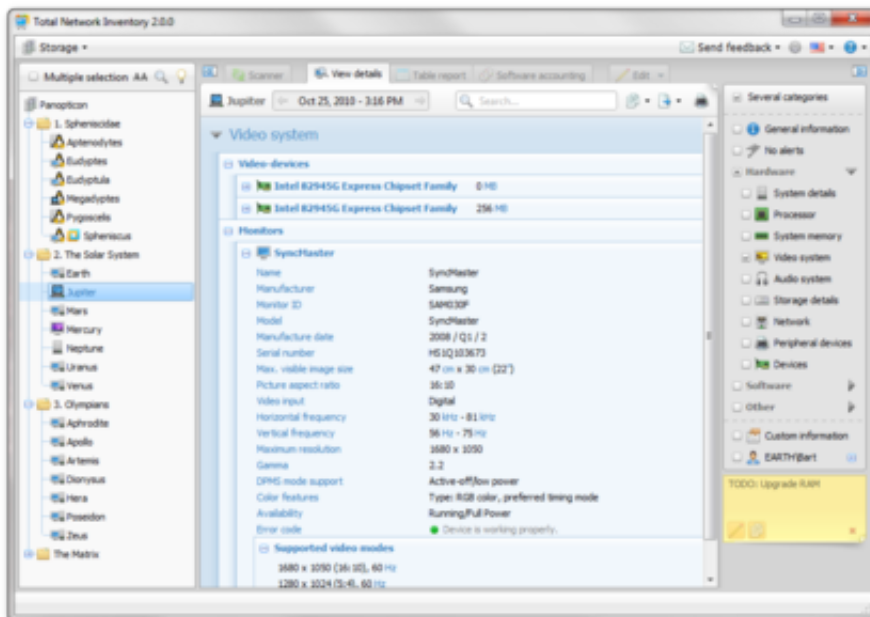 Total Network Inventory 2.0.0
Storage
Send feedback
Multiple selection AA
Scanner
View details
Table report
Software accounting
Edit
Panopticon
1. Spheniscidae
Aptenodytes
Eudyptes
Eudyptula
Megadyptes
Pygoscelis
Spheniscus
2. The Solar System
Earth
Jupiter
Mars
Mercury
Neptune
Uranus
Venus
3. Olympians
Aphrodite
Apollo
Artemis
Dionysus
Hera
Poseidon
Zeus
The Matrix
Jupiter
Oct 25, 2010 - 3:16 PM
Search...
Video system
Video devices
Intel 82945G Express Chipset Family 0 MB
Intel 82945G Express Chipset Family 256 MB
Monitors
SyncMaster
Name SyncMaster
Manufacturer Samsung
Monitor ID SAM030F
Model SyncMaster
Manufacture date 2008 / Q1 / 2
Serial number HS1Q103673
Max. visible image size 47 cm x 30 cm (22")
Picture aspect ratio 16:10
Video input Digital
Horizontal frequency 30 kHz - 81 kHz
Vertical frequency 56 Hz - 75 Hz
Maximum resolution 1680 x 1050
Gamma 2.2
DPMS mode support Active-off/low power
Color features Type: RGB color, preferred timing mode
Availability Running/Full Power
Error code Device is working properly.
Supported video modes
1680 x 1050 (16:10), 60 Hz
1280 x 1024 (5:4), 60 Hz
Several categories
General information
No alerts
Hardware
System details
Processor
System memory
Video system
Audio system
Storage details
Network
Peripheral devices
Devices
Software
Other
Custom information
EARTH\Bart
TODO: Upgrade RAM